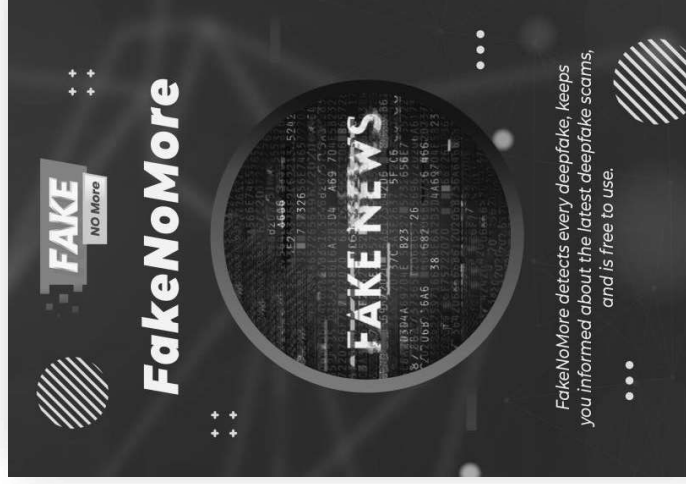 FAKE
NO More
FakeNoMore
FAKE NEWS
FakeNoMore detects every deepfake, keeps
you informed about the latest deepfake scams,
and is free to use.